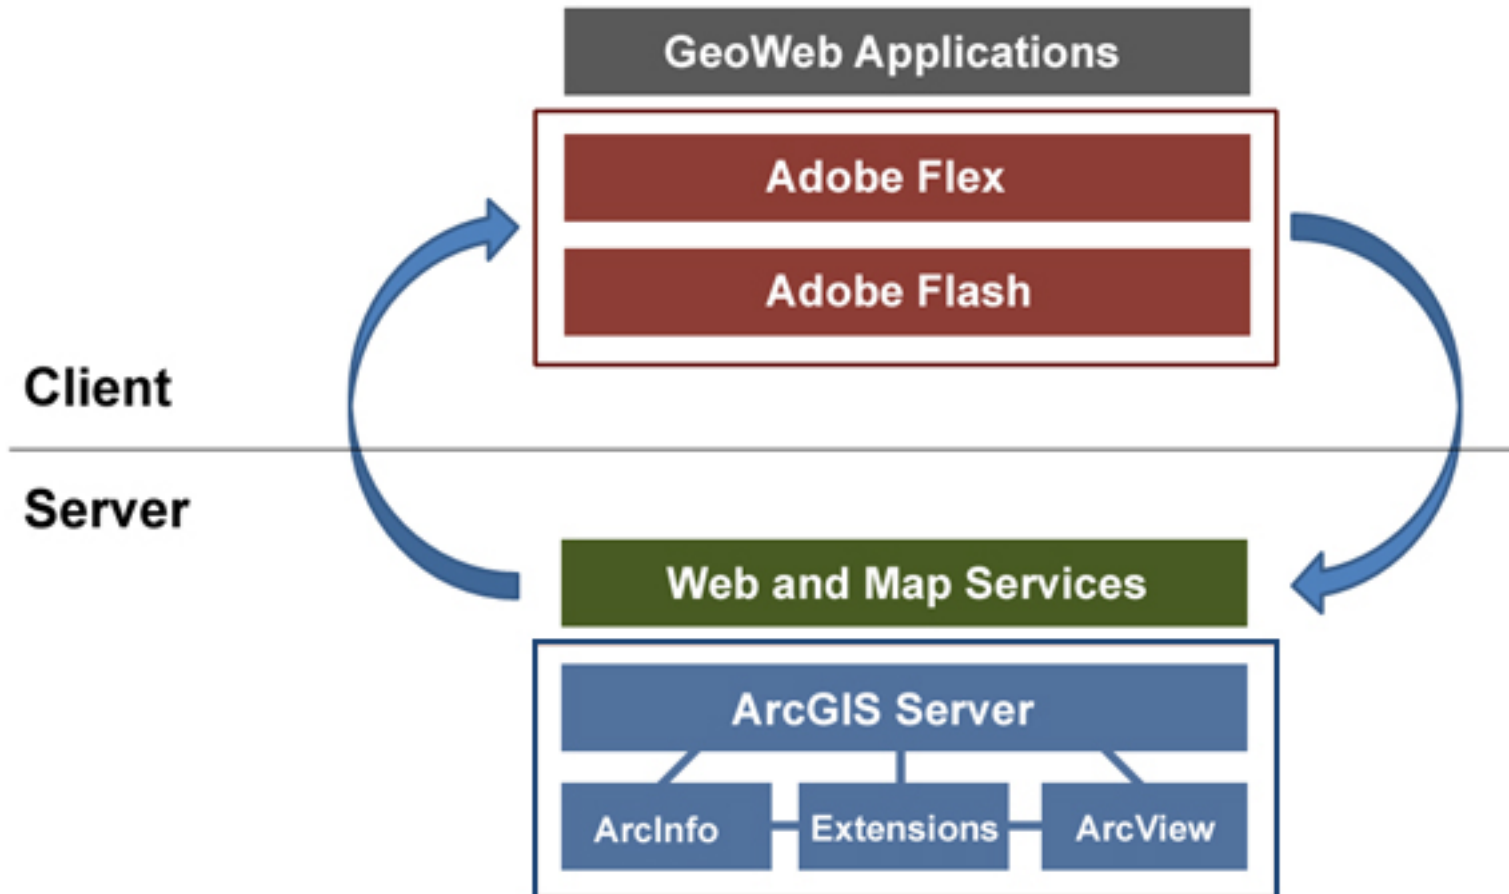 GeoWeb Applications
Adobe Flex
Adobe Flash
Client
Server
Web and Map Services
ArcGIS Server
ArcInfo
Extensions
ArcView